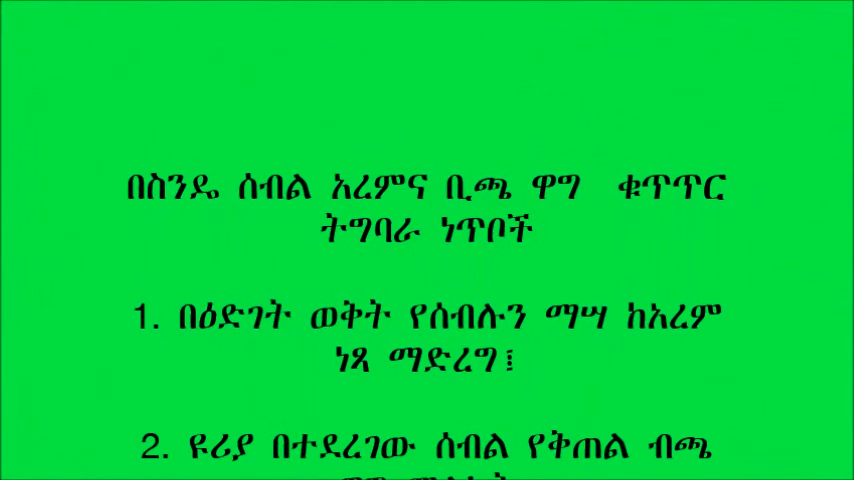 በስንዴ ሰብል አረምና ቢጫ ዋግ ቁጥጥር
ትግባራ ነጥቦች
1. በዕድገት ወቅት የሰብሉን ማሣ ከአረም
ነጻ ማድረግ፤
2. ዩሪያ በተደረገው ሰብል የቅጠል ብጫ